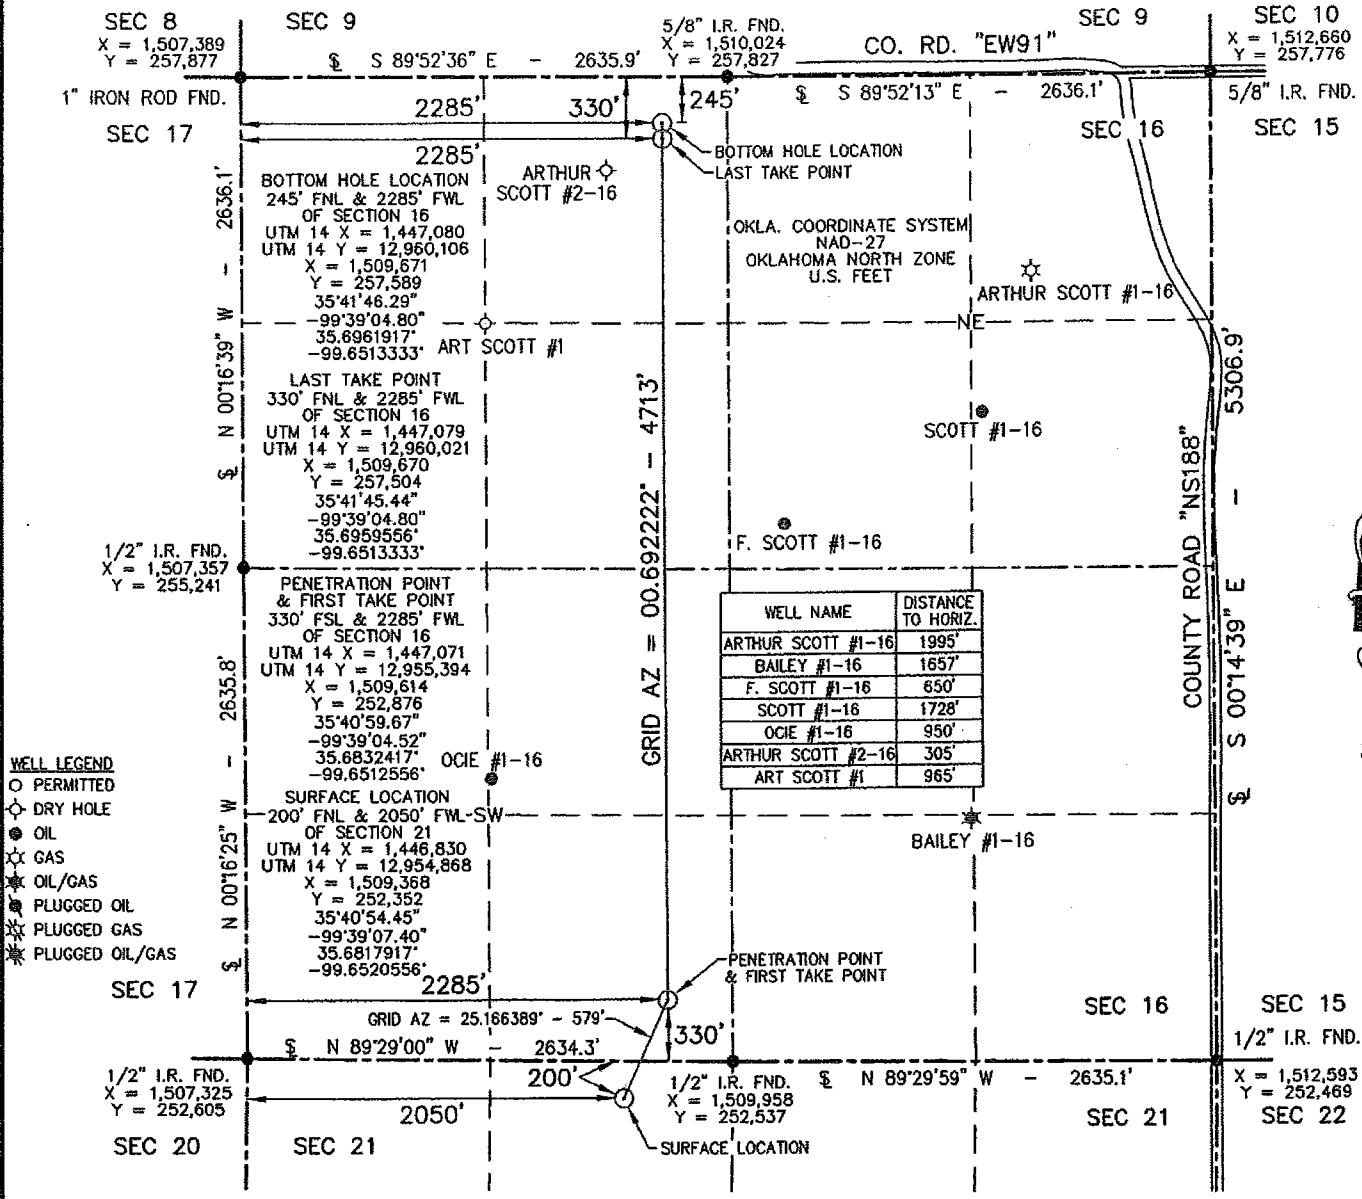 SEC 8
SEC 9
SEC 9
SEC 10
X = 1,507,389
Y = 257,877
5/8" I.R. FND.
X = 1,510,024
Y = 257,827
X = 1,512,660
Y = 257,776
℄ S 89°52'36" E - 2635.9'
CO. RD. "EW91"
℄ S 89°52'13" E - 2636.1'
1" IRON ROD FND.
5/8" I.R. FND.
SEC 17
SEC 16
SEC 15
2285'
330'
245'
2285'
BOTTOM HOLE LOCATION
LAST TAKE POINT
ARTHUR
SCOTT #2-16
BOTTOM HOLE LOCATION
245' FNL & 2285' FWL
OF SECTION 16
UTM 14 X = 1,447,080
UTM 14 Y = 12,960,106
X = 1,509,671
Y = 257,589
35°41'46.29"
-99°39'04.80"
35.6961917°
-99.6513333°
OKLA. COORDINATE SYSTEM
NAD-27
OKLAHOMA NORTH ZONE
U.S. FEET
ARTHUR SCOTT #1-16
NE
ART SCOTT #1
℄ N 00°16'39" W - 2636.1'
LAST TAKE POINT
330' FNL & 2285' FWL
OF SECTION 16
UTM 14 X = 1,447,079
UTM 14 Y = 12,960,021
X = 1,509,670
Y = 257,504
35°41'45.44"
-99°39'04.80"
35.6959556°
-99.6513333°
SCOTT #1-16
F. SCOTT #1-16
GRID AZ = 00.692222° - 4713'
COUNTY ROAD "NS188"
℄ S 00°14'39" E - 5306.9'
1/2" I.R. FND.
X = 1,507,357
Y = 255,241
PENETRATION POINT
& FIRST TAKE POINT
330' FSL & 2285' FWL
OF SECTION 16
UTM 14 X = 1,447,071
UTM 14 Y = 12,955,394
X = 1,509,614
Y = 252,876
35°40'59.67"
-99°39'04.52"
35.6832417°
-99.6512556°
WELL NAME DISTANCE TO HORIZ.
ARTHUR SCOTT #1-16 1995'
BAILEY #1-16 1657'
F. SCOTT #1-16 650'
SCOTT #1-16 1728'
OCIE #1-16 950'
ARTHUR SCOTT #2-16 305'
ART SCOTT #1 965'
OCIE #1-16
℄ N 00°16'25" W - 2635.8'
WELL LEGEND
PERMITTED
DRY HOLE
OIL
GAS
OIL/GAS
PLUGGED OIL
PLUGGED GAS
PLUGGED OIL/GAS
SURFACE LOCATION
200' FNL & 2050' FWL
OF SECTION 21
UTM 14 X = 1,446,830
UTM 14 Y = 12,954,868
X = 1,509,368
Y = 252,352
35°40'54.45"
-99°39'07.40"
35.6817917°
-99.6520556°
SW
BAILEY #1-16
PENETRATION POINT
& FIRST TAKE POINT
SEC 17
2285'
SEC 16
SEC 15
GRID AZ = 25.166389° - 579'
330'
1/2" I.R. FND.
℄ N 89°29'00" W - 2634.3'
200'
1/2" I.R. FND.
X = 1,507,325
Y = 252,605
1/2" I.R. FND.
X = 1,509,958
Y = 252,537
℄ N 89°29'59" W - 2635.1'
X = 1,512,593
Y = 252,469
2050'
SEC 21
SEC 22
SEC 20
SEC 21
SURFACE LOCATION